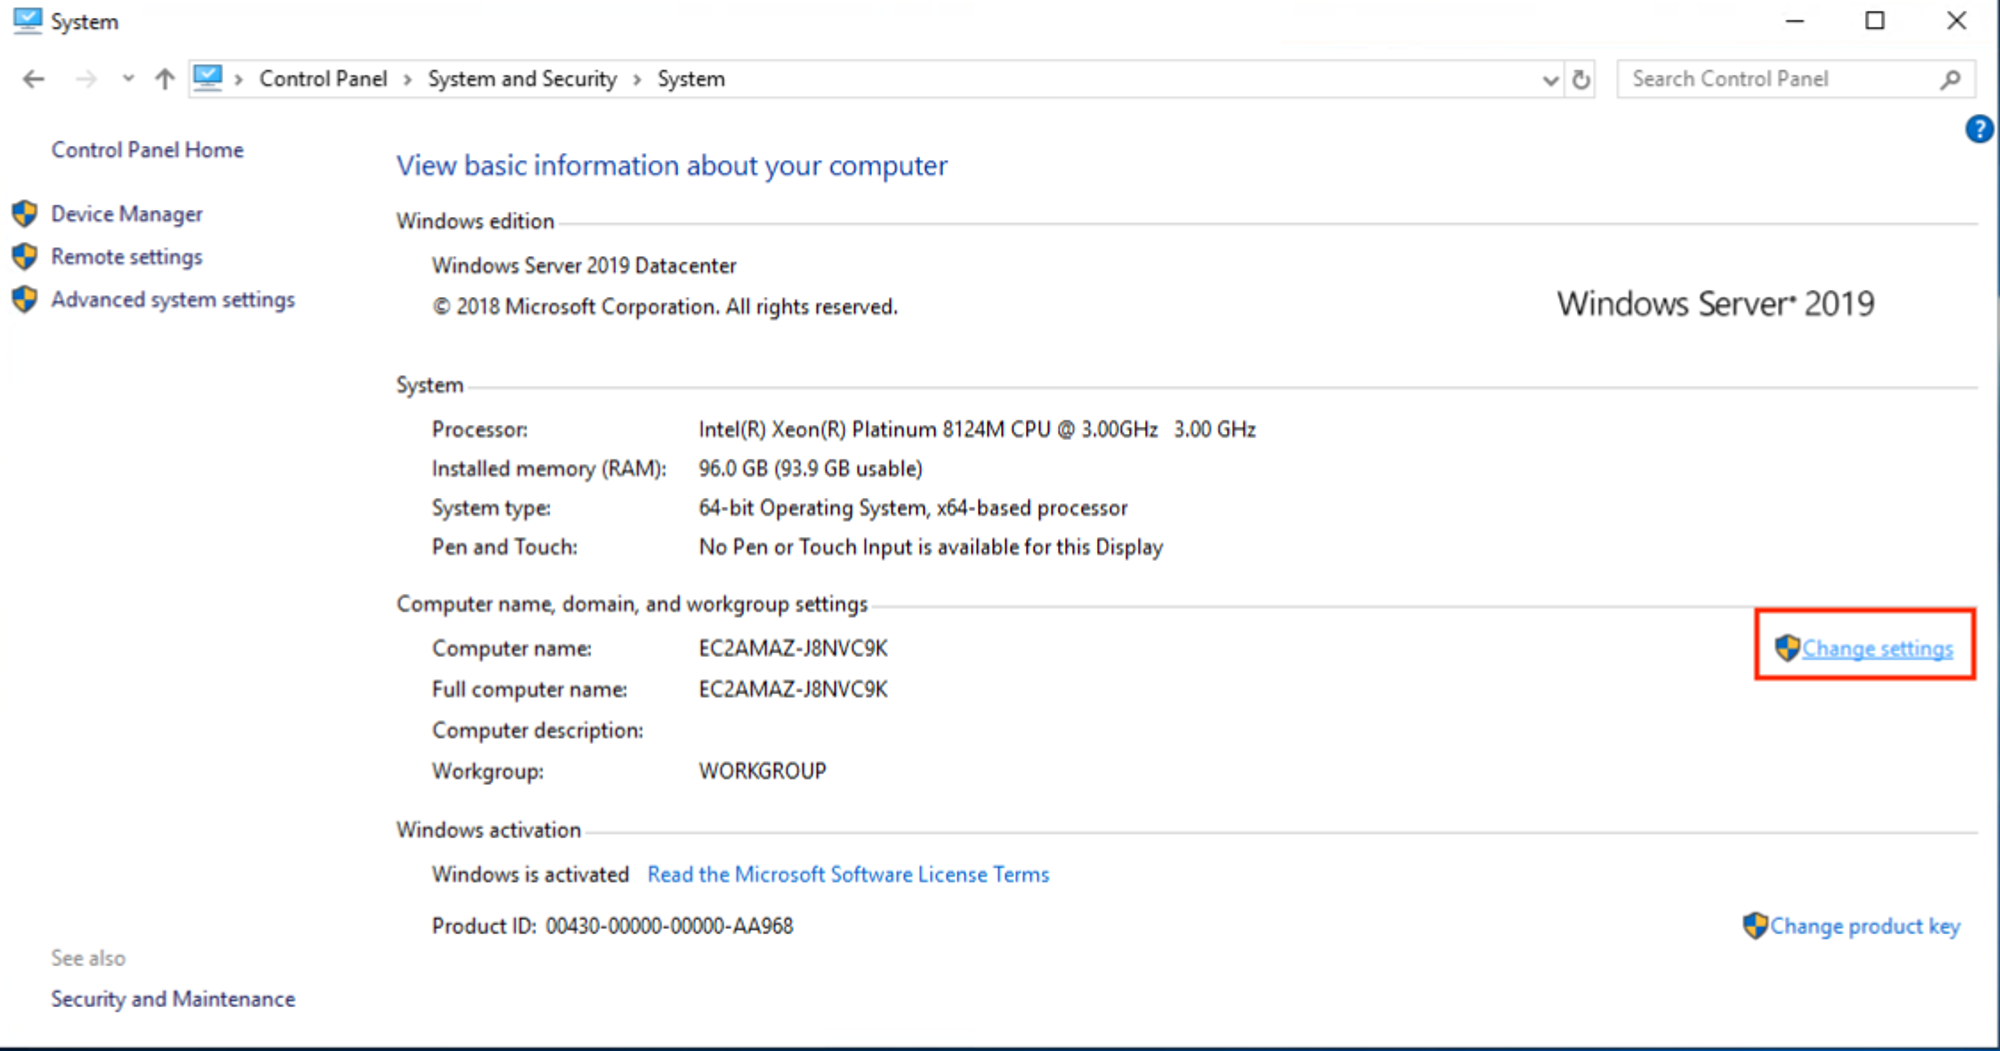 System
Control Panel › System and Security › System
Search Control Panel
?
Control Panel Home
Device Manager
Remote settings
Advanced system settings
View basic information about your computer
Windows edition
Windows Server 2019 Datacenter
© 2018 Microsoft Corporation. All rights reserved.
Windows Server® 2019
System
Processor: Intel(R) Xeon(R) Platinum 8124M CPU @ 3.00GHz 3.00 GHz
Installed memory (RAM): 96.0 GB (93.9 GB usable)
System type: 64-bit Operating System, x64-based processor
Pen and Touch: No Pen or Touch Input is available for this Display
Computer name, domain, and workgroup settings
Computer name: EC2AMAZ-J8NVC9K
Change settings
Full computer name: EC2AMAZ-J8NVC9K
Computer description:
Workgroup: WORKGROUP
Windows activation
Windows is activated Read the Microsoft Software License Terms
Product ID: 00430-00000-00000-AA968
Change product key
See also
Security and Maintenance